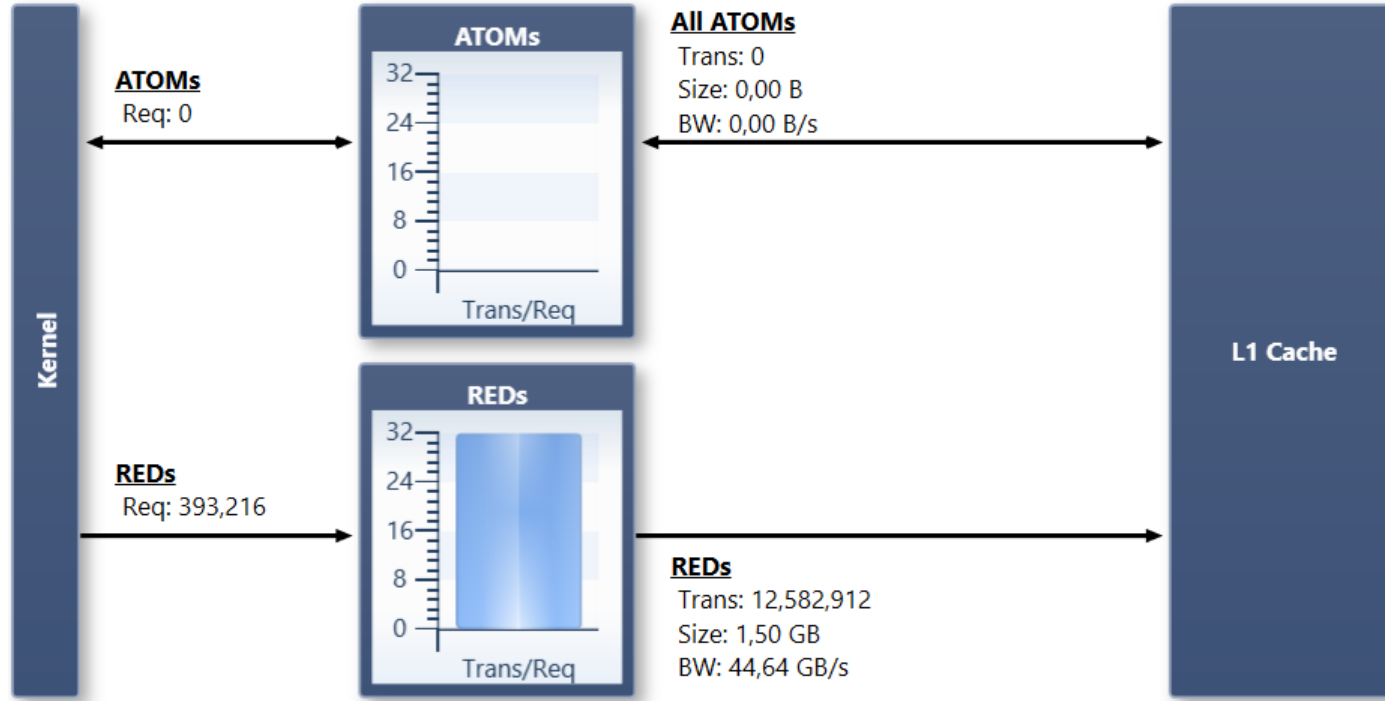 Kernel
ATOMs
Req: 0
ATOMs
32
24
16
8
0
Trans/Req
All ATOMs
Trans: 0
Size: 0,00 B
BW: 0,00 B/s
L1 Cache
REDs
Req: 393,216
REDs
32
24
16
8
0
Trans/Req
REDs
Trans: 12,582,912
Size: 1,50 GB
BW: 44,64 GB/s